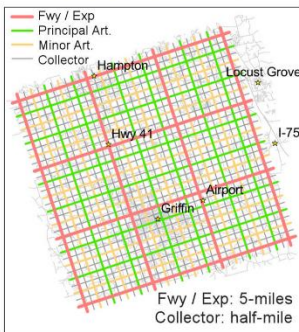 Fwy / Exp
Principal Art.
Minor Art.
Collector
Hampton
Locust Grove
Hwy 41
I-75
Airport
Griffin
Fwy / Exp: 5-miles
Collector: half-mile